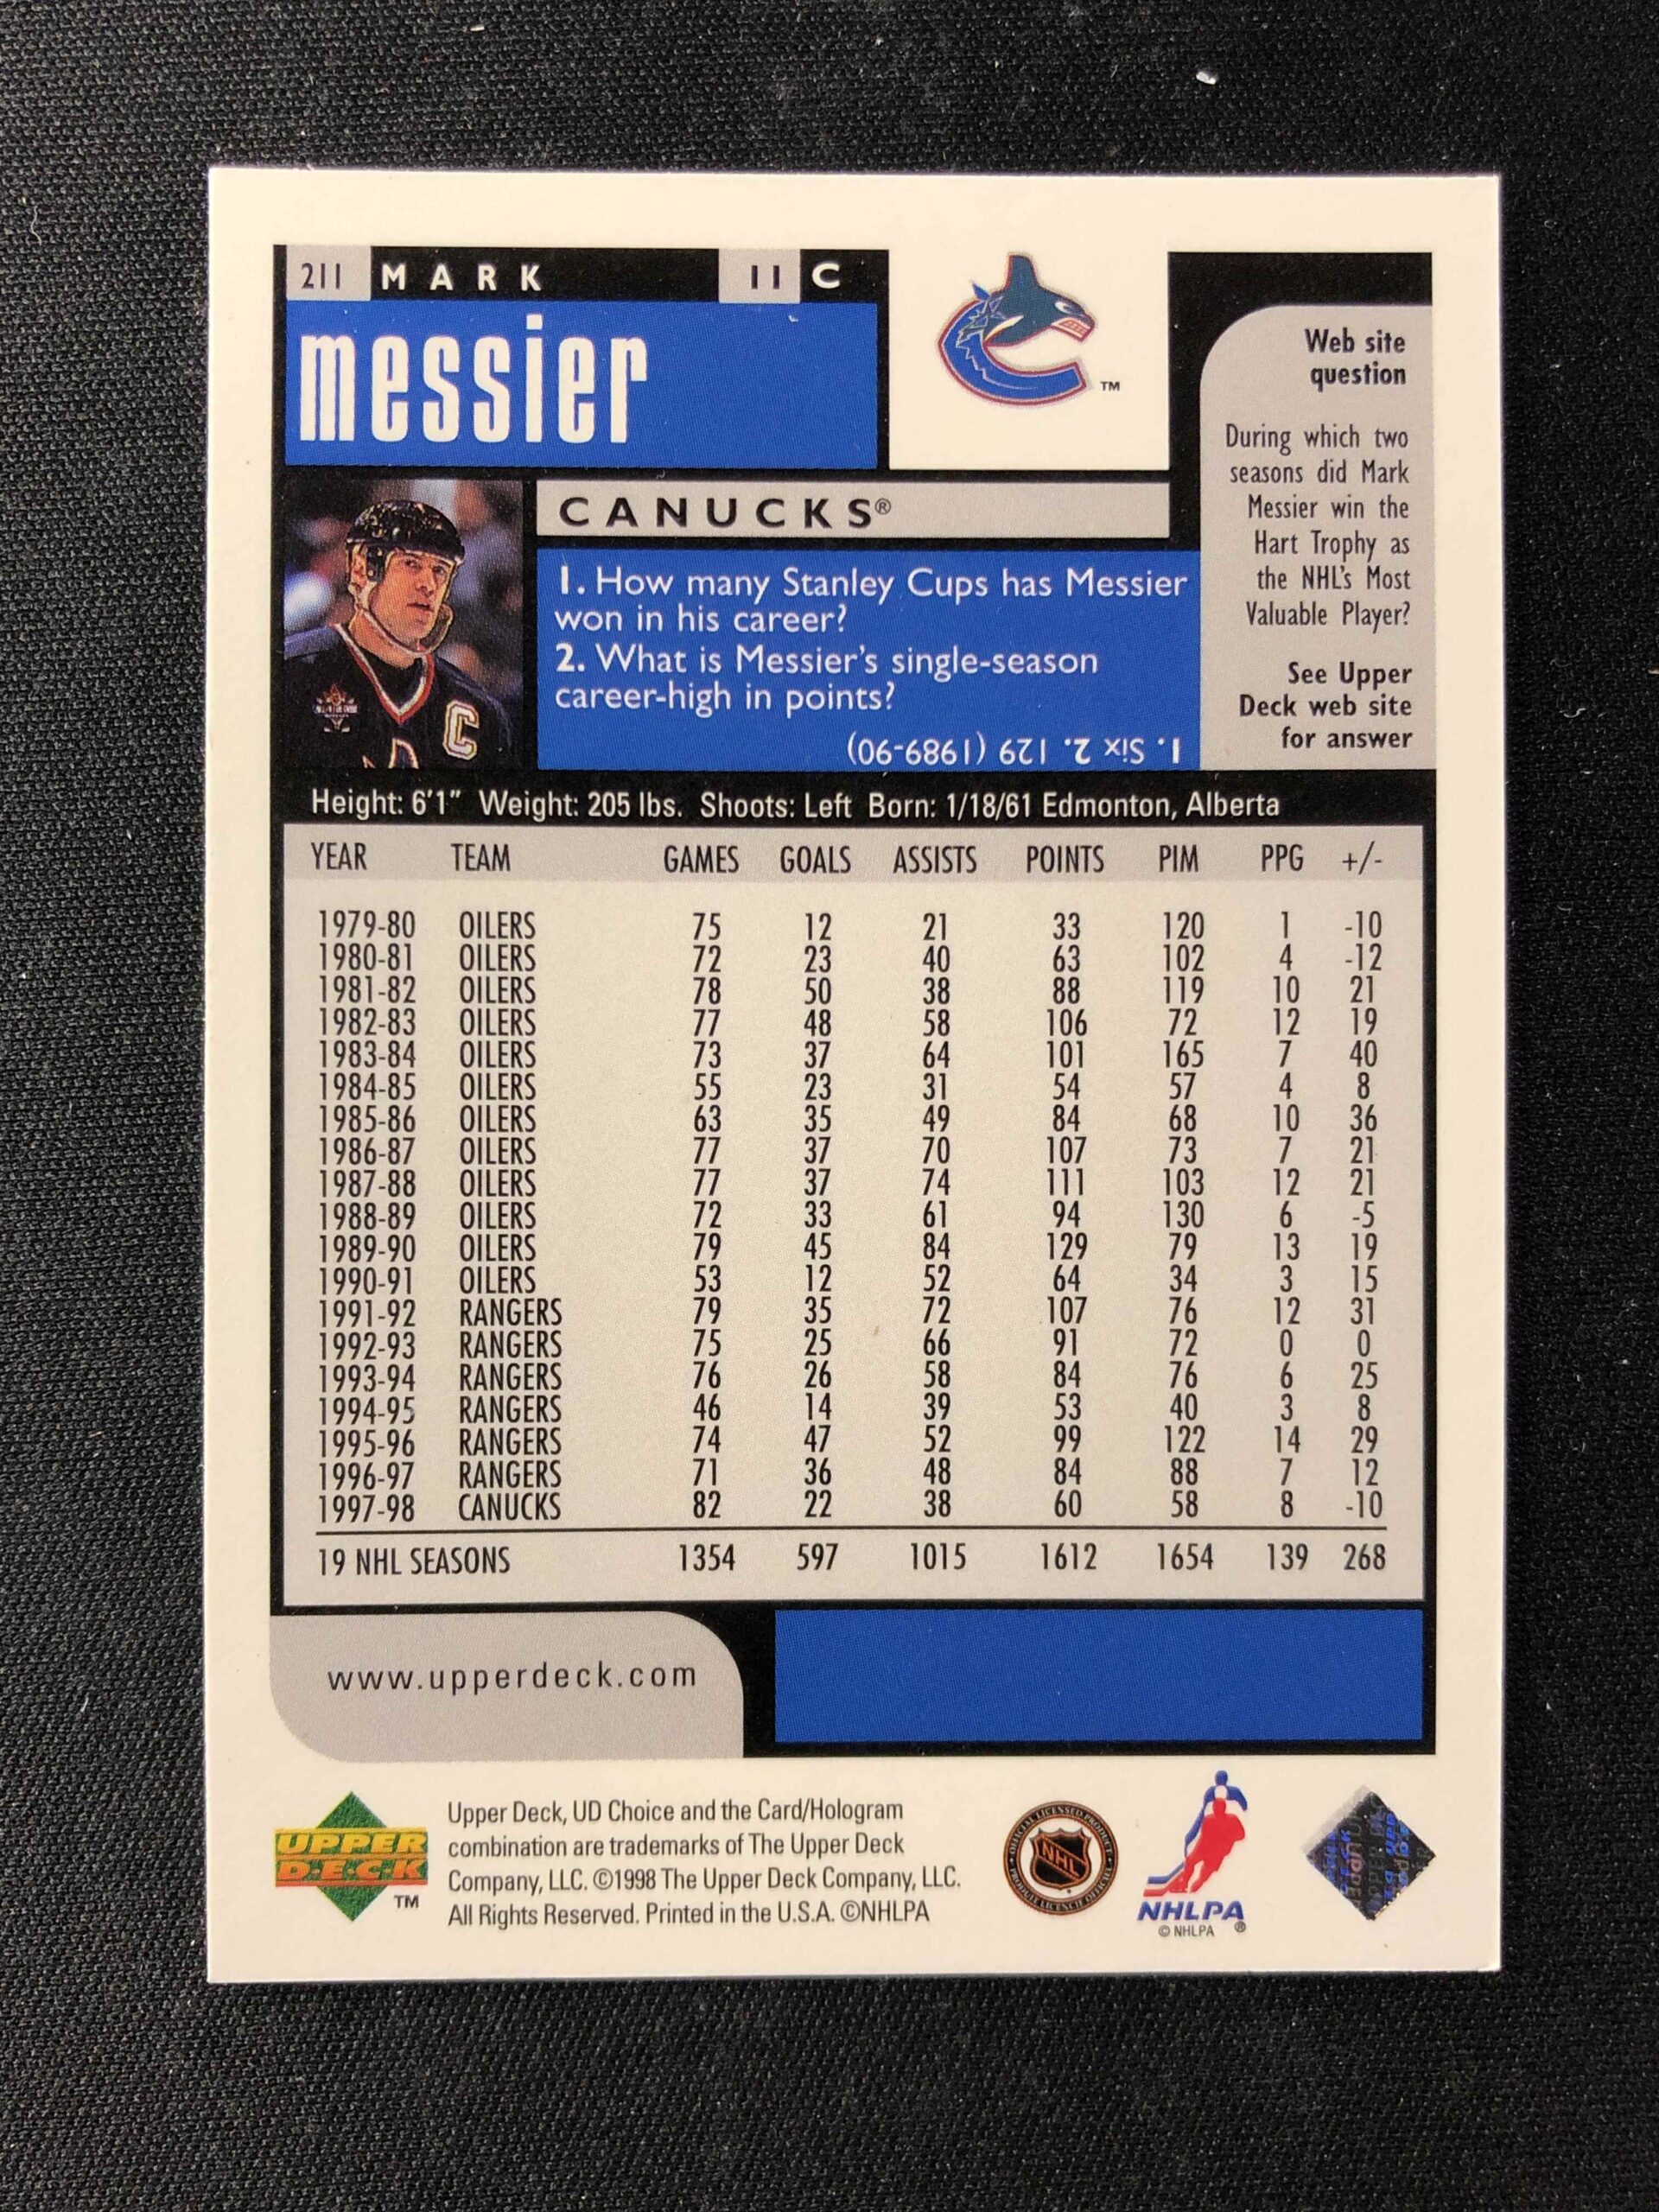 211 MARK 11 C
messier
TM
CANUCKS®
1. How many Stanley Cups has Messier
won in his career?
2. What is Messier's single-season
career-high in points?
1. Six 2. 129 (1989-90)
Web site
question
During which two
seasons did Mark
Messier win the
Hart Trophy as
the NHL's Most
Valuable Player?
See Upper
Deck web site
for answer
C
Height: 6'1" Weight: 205 lbs. Shoots: Left Born: 1/18/61 Edmonton, Alberta
YEAR TEAM GAMES GOALS ASSISTS POINTS PIM PPG +/-
1979-80 OILERS 75 12 21 33 120 1 -10
1980-81 OILERS 72 23 40 63 102 4 -12
1981-82 OILERS 78 50 38 88 119 10 21
1982-83 OILERS 77 48 58 106 72 12 19
1983-84 OILERS 73 37 64 101 165 7 40
1984-85 OILERS 55 23 31 54 57 4 8
1985-86 OILERS 63 35 49 84 68 10 36
1986-87 OILERS 77 37 70 107 73 7 21
1987-88 OILERS 77 37 74 111 103 12 21
1988-89 OILERS 72 33 61 94 130 6 -5
1989-90 OILERS 79 45 84 129 79 13 19
1990-91 OILERS 53 12 52 64 34 3 15
1991-92 RANGERS 79 35 72 107 76 12 31
1992-93 RANGERS 75 25 66 91 72 0 0
1993-94 RANGERS 76 26 58 84 76 6 25
1994-95 RANGERS 46 14 39 53 40 3 8
1995-96 RANGERS 74 47 52 99 122 14 29
1996-97 RANGERS 71 36 48 84 88 7 12
1997-98 CANUCKS 82 22 38 60 58 8 -10
19 NHL SEASONS 1354 597 1015 1612 1654 139 268
www.upperdeck.com
UPPER
DECK
TM
Upper Deck, UD Choice and the Card/Hologram
combination are trademarks of The Upper Deck
Company, LLC. ©1998 The Upper Deck Company, LLC.
All Rights Reserved. Printed in the U.S.A. ©NHLPA
OFFICIAL LICENSED PRODUCT
NHL
PRODUIT LICENCIÉ OFFICIEL
NHLPA
© NHLPA ®